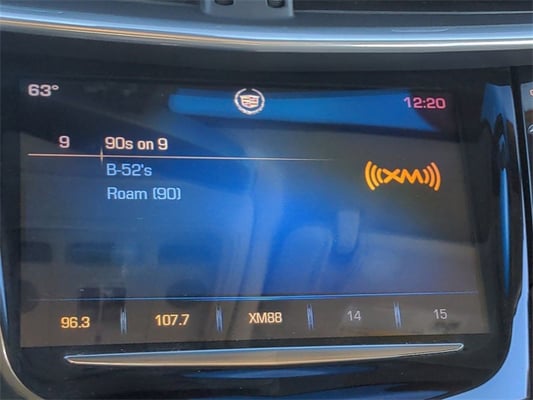 63°
12:20
9 90s on 9
B-52's
Roam (90)
((XM))
96.3 107.7 XM88 14 15